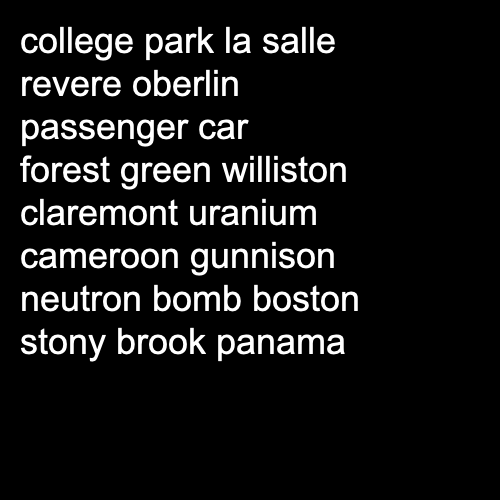 college park la salle
revere oberlin
passenger car
forest green williston
claremont uranium
cameroon gunnison
neutron bomb boston
stony brook panama